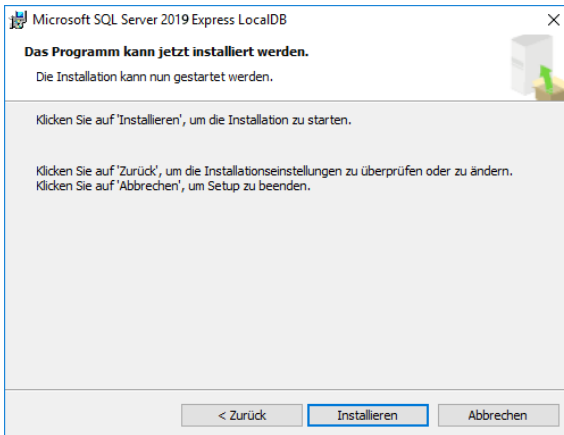 Microsoft SQL Server 2019 Express LocalDB
Das Programm kann jetzt installiert werden.
Die Installation kann nun gestartet werden.
Klicken Sie auf 'Installieren', um die Installation zu starten.
Klicken Sie auf 'Zurück', um die Installationseinstellungen zu überprüfen oder zu ändern.
Klicken Sie auf 'Abbrechen', um Setup zu beenden.
< Zurück Installieren Abbrechen